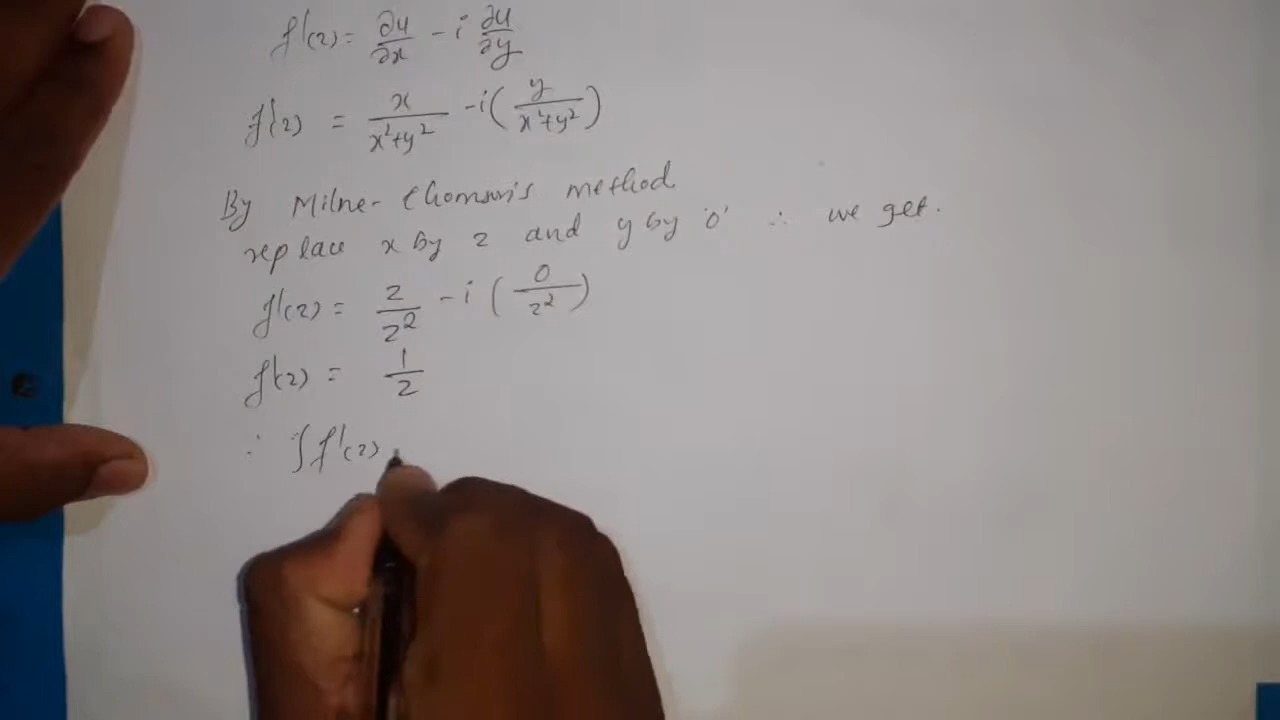 f'(z) = ∂u/∂x - i ∂u/∂y
f'(z) = x/(x²+y²) - i( y/(x²+y²) )
By Milne-Thomson's method
replace x by z and y by '0' ∴ we get.
f'(z) = z/z² - i ( 0/z² )
f'(z) = 1/z
∴ ∫ f'(z)